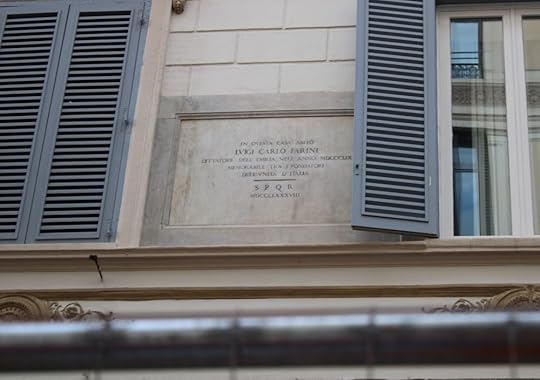 IN QVESTA CASA ABITÒ
LVIGI CARLO FARINI
DITTATORE DELL'EMILIA NELL'ANNO MDCCCLIX
MEMORABILE TRA I FONDATORI
DELL'VNITÀ D'ITALIA
S P Q R
MDCCCLXXXVIII